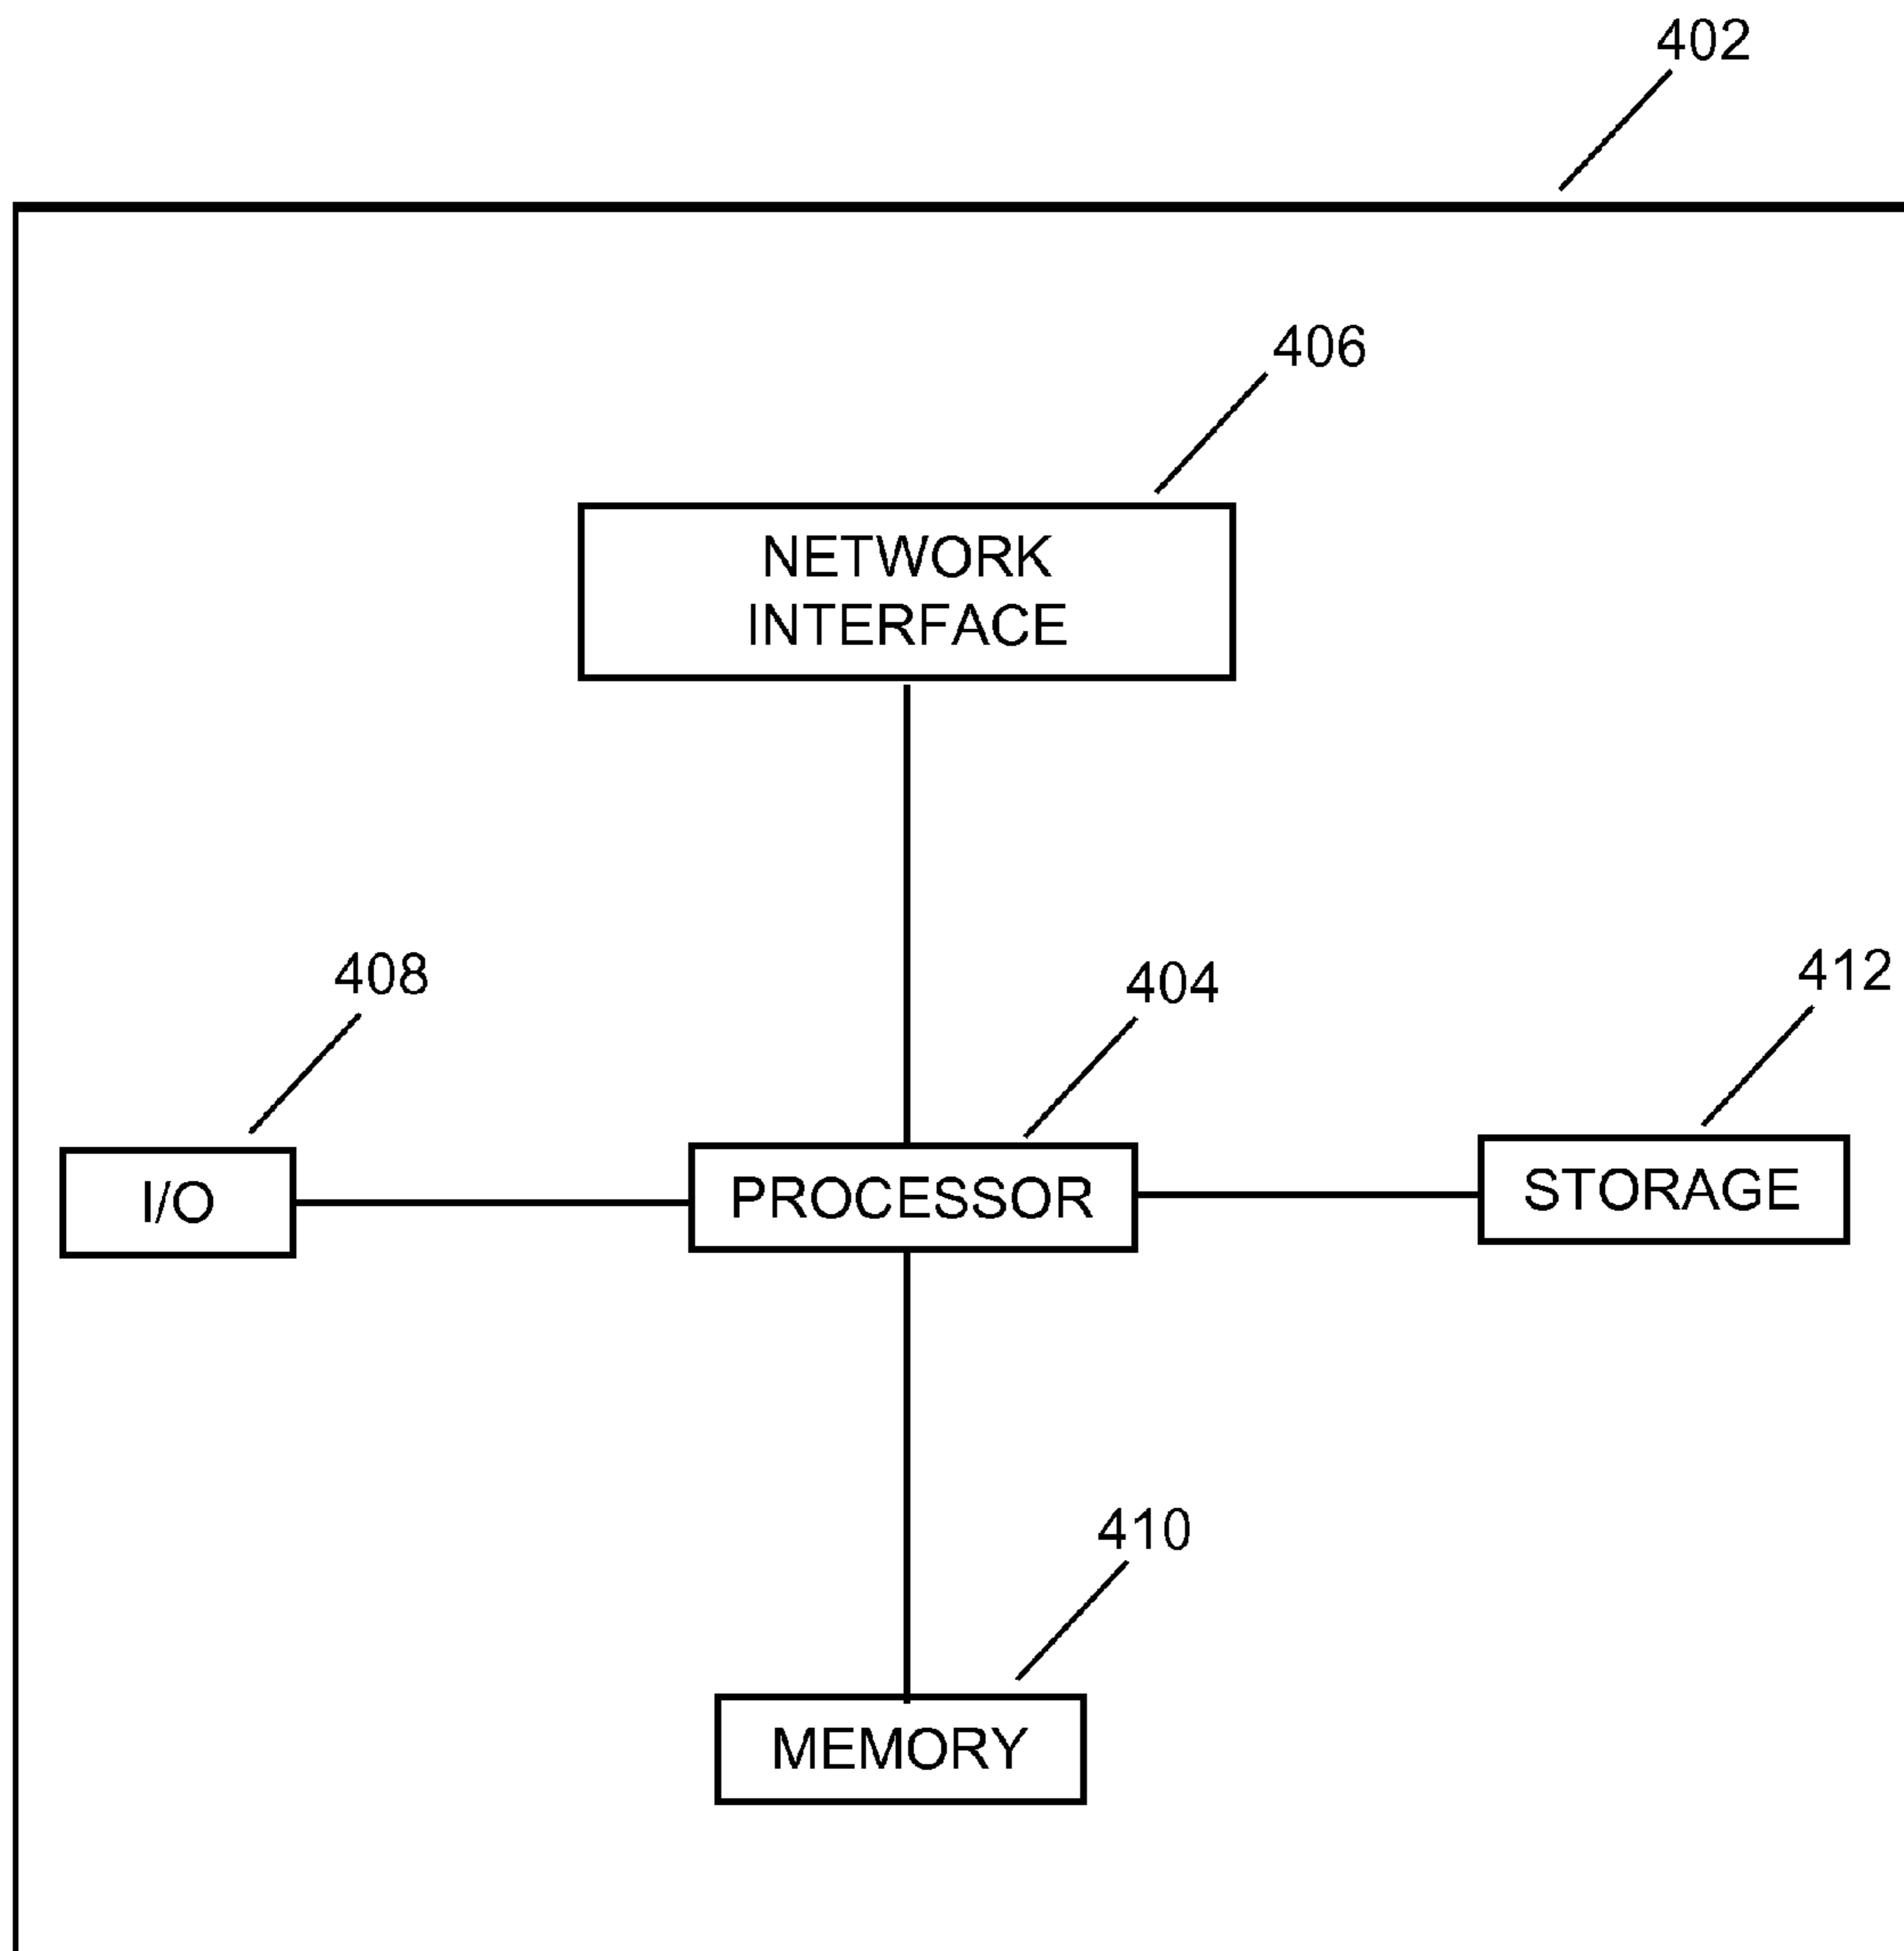 402
406
NETWORK
INTERFACE
408
404
412
I/O
PROCESSOR
STORAGE
410
MEMORY